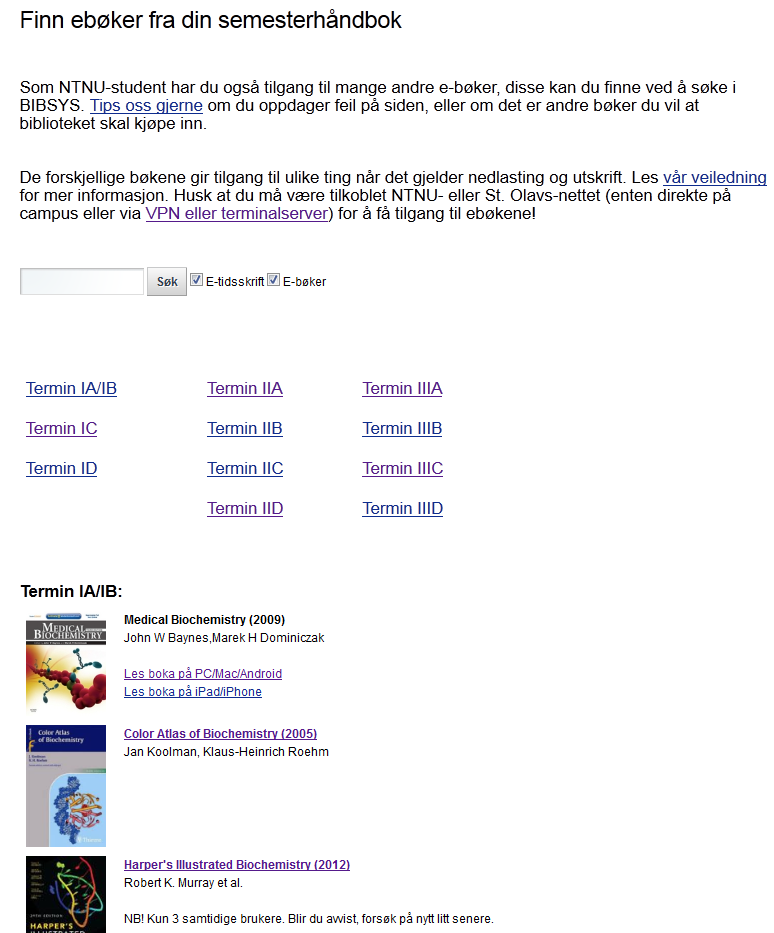 Finn ebøker fra din semesterhåndbok
Som NTNU-student har du også tilgang til mange andre e-bøker, disse kan du finne ved å søke i
BIBSYS. Tips oss gjerne om du oppdager feil på siden, eller om det er andre bøker du vil at
biblioteket skal kjøpe inn.
De forskjellige bøkene gir tilgang til ulike ting når det gjelder nedlasting og utskrift. Les vår veiledning
for mer informasjon. Husk at du må være tilkoblet NTNU- eller St. Olavs-nettet (enten direkte på
campus eller via VPN eller terminalserver) for å få tilgang til ebøkene!
Søk E-tidsskrift E-bøker
Termin IA/IB Termin IIA Termin IIIA
Termin IC Termin IIB Termin IIIB
Termin ID Termin IIC Termin IIIC
Termin IID Termin IIID
Termin IA/IB:
MEDICAL
BIOCHEMISTRY
Medical Biochemistry (2009)
John W Baynes,Marek H Dominiczak
Les boka på PC/Mac/Android
Les boka på iPad/iPhone
Color Atlas
of Biochemistry
Color Atlas of Biochemistry (2005)
Jan Koolman, Klaus-Heinrich Roehm
Harper's Illustrated Biochemistry (2012)
Robert K. Murray et al.
NB! Kun 3 samtidige brukere. Blir du avvist, forsøk på nytt litt senere.
29TH EDITION
HARPER'S